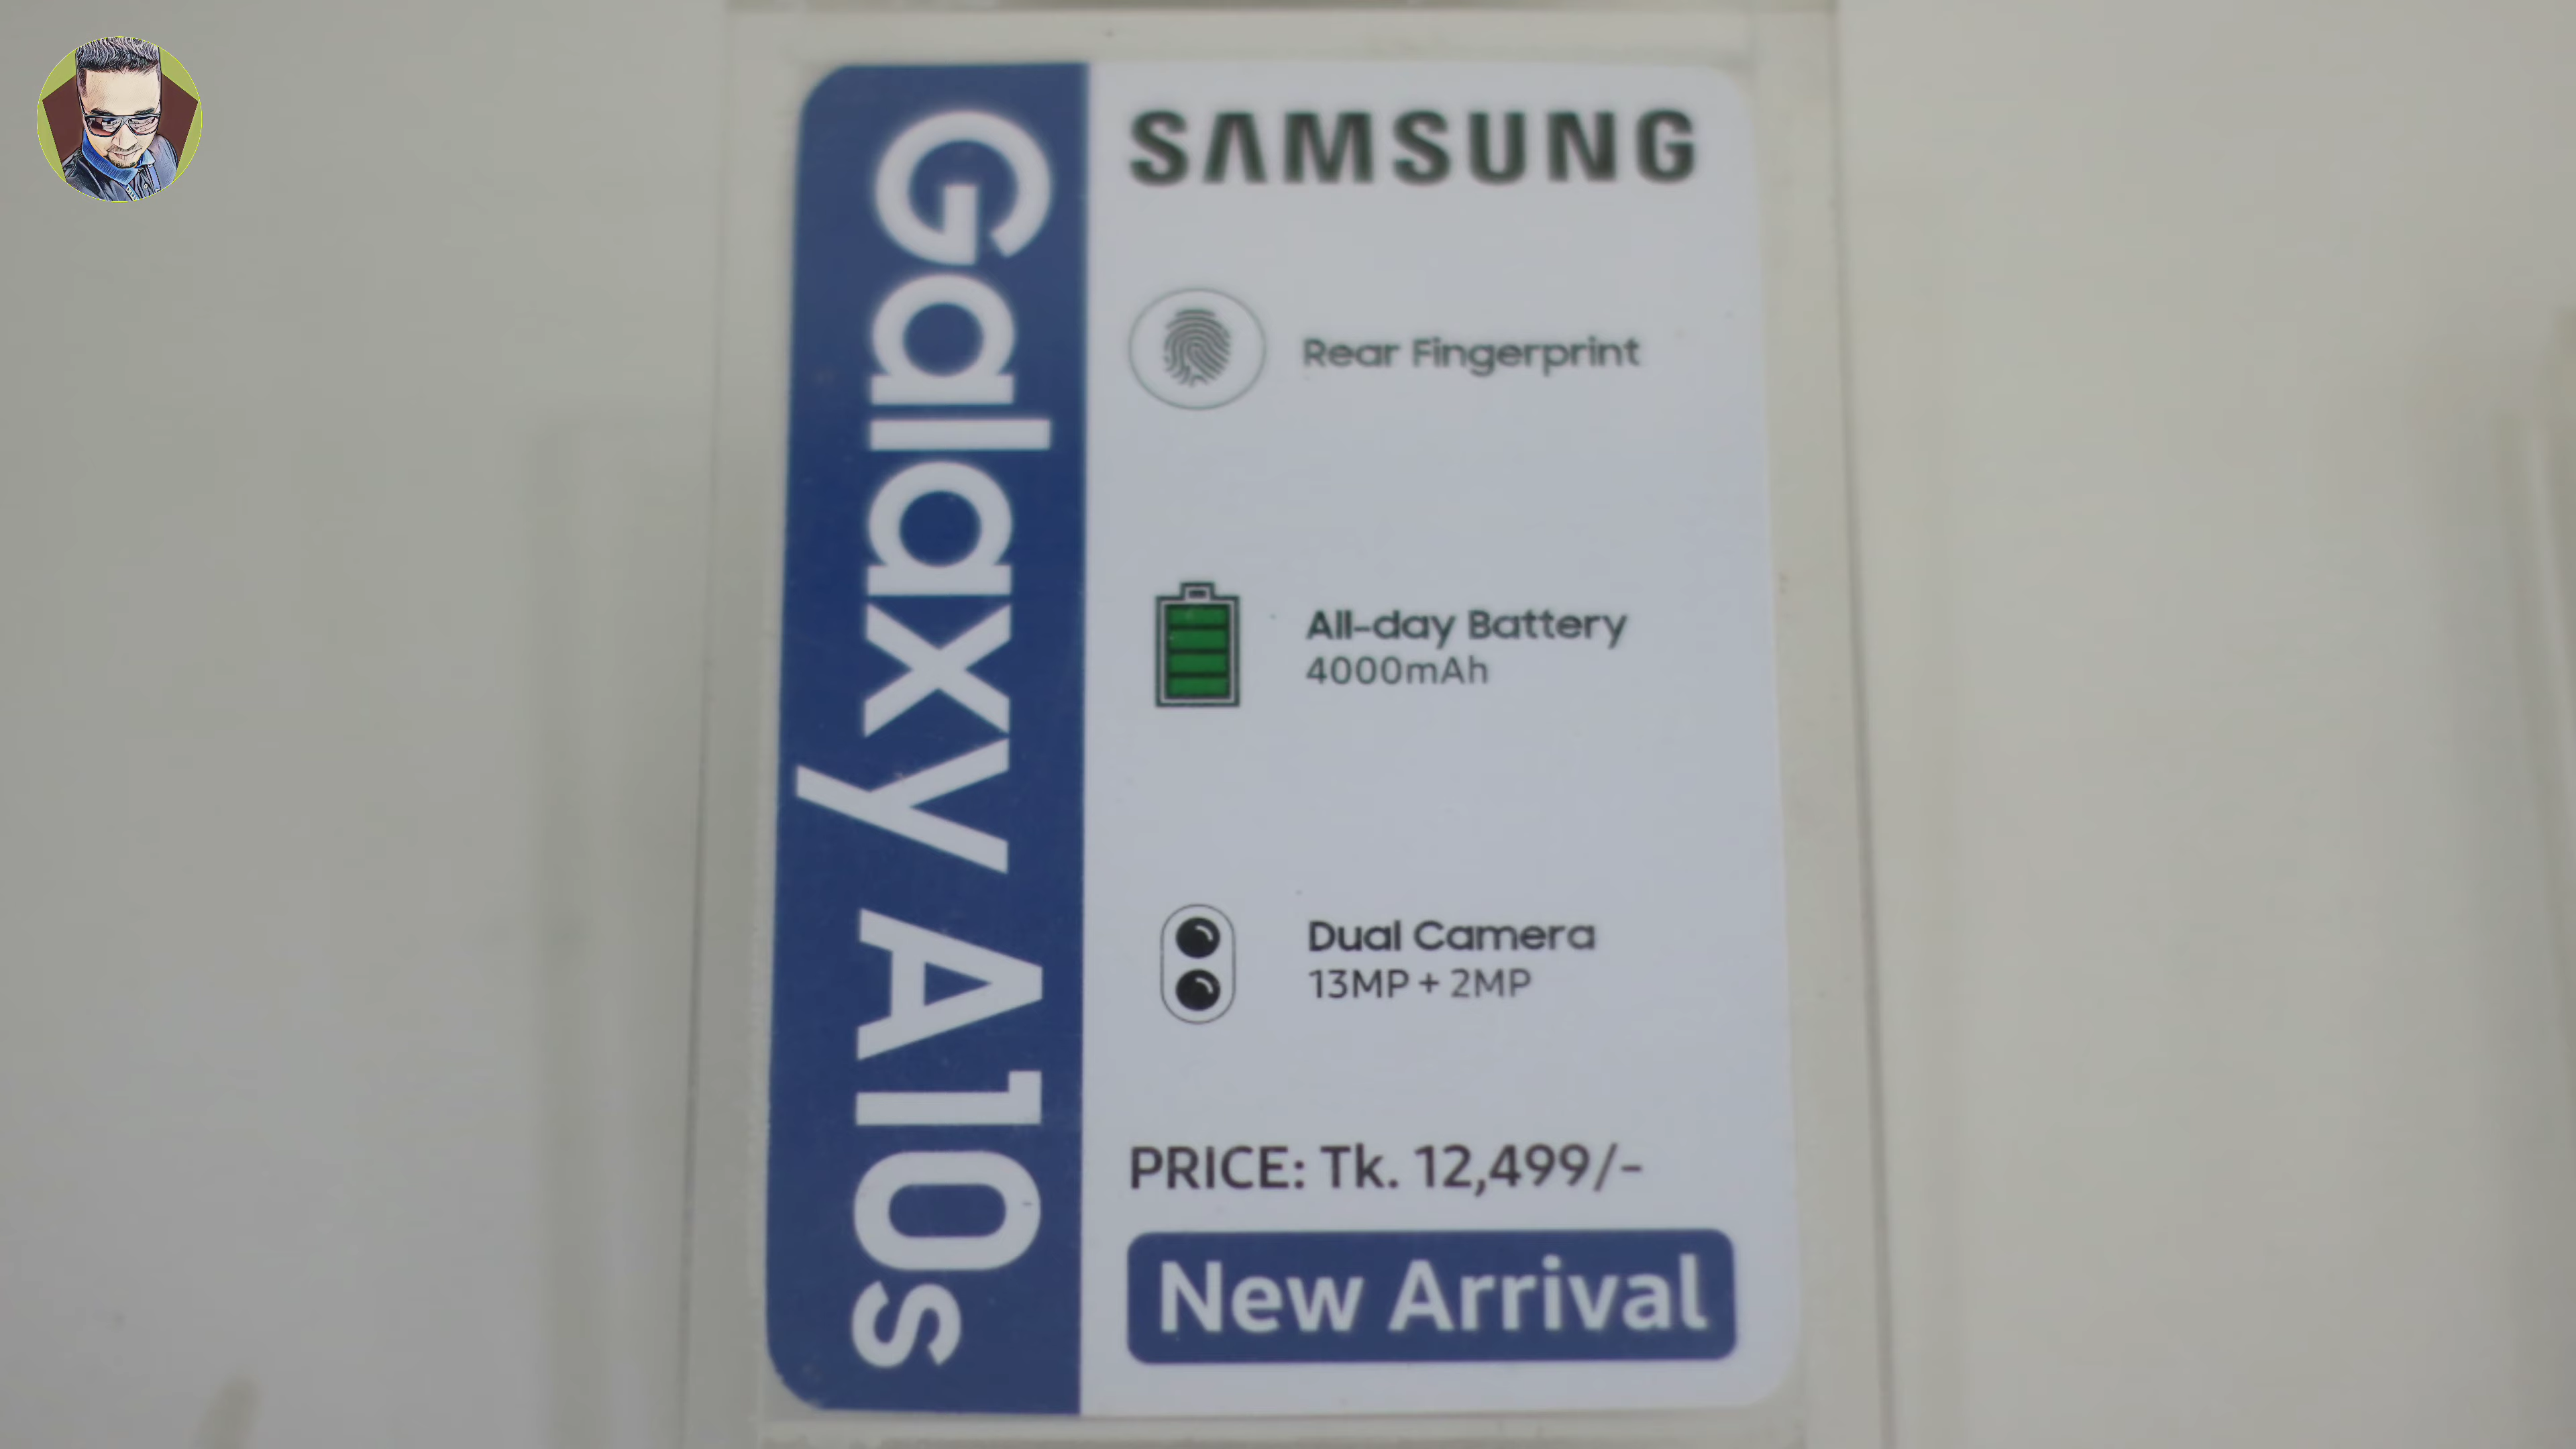 Galaxy A10s
SAMSUNG
Rear Fingerprint
All-day Battery
4000mAh
Dual Camera
13MP + 2MP
PRICE: Tk. 12,499/-
New Arrival